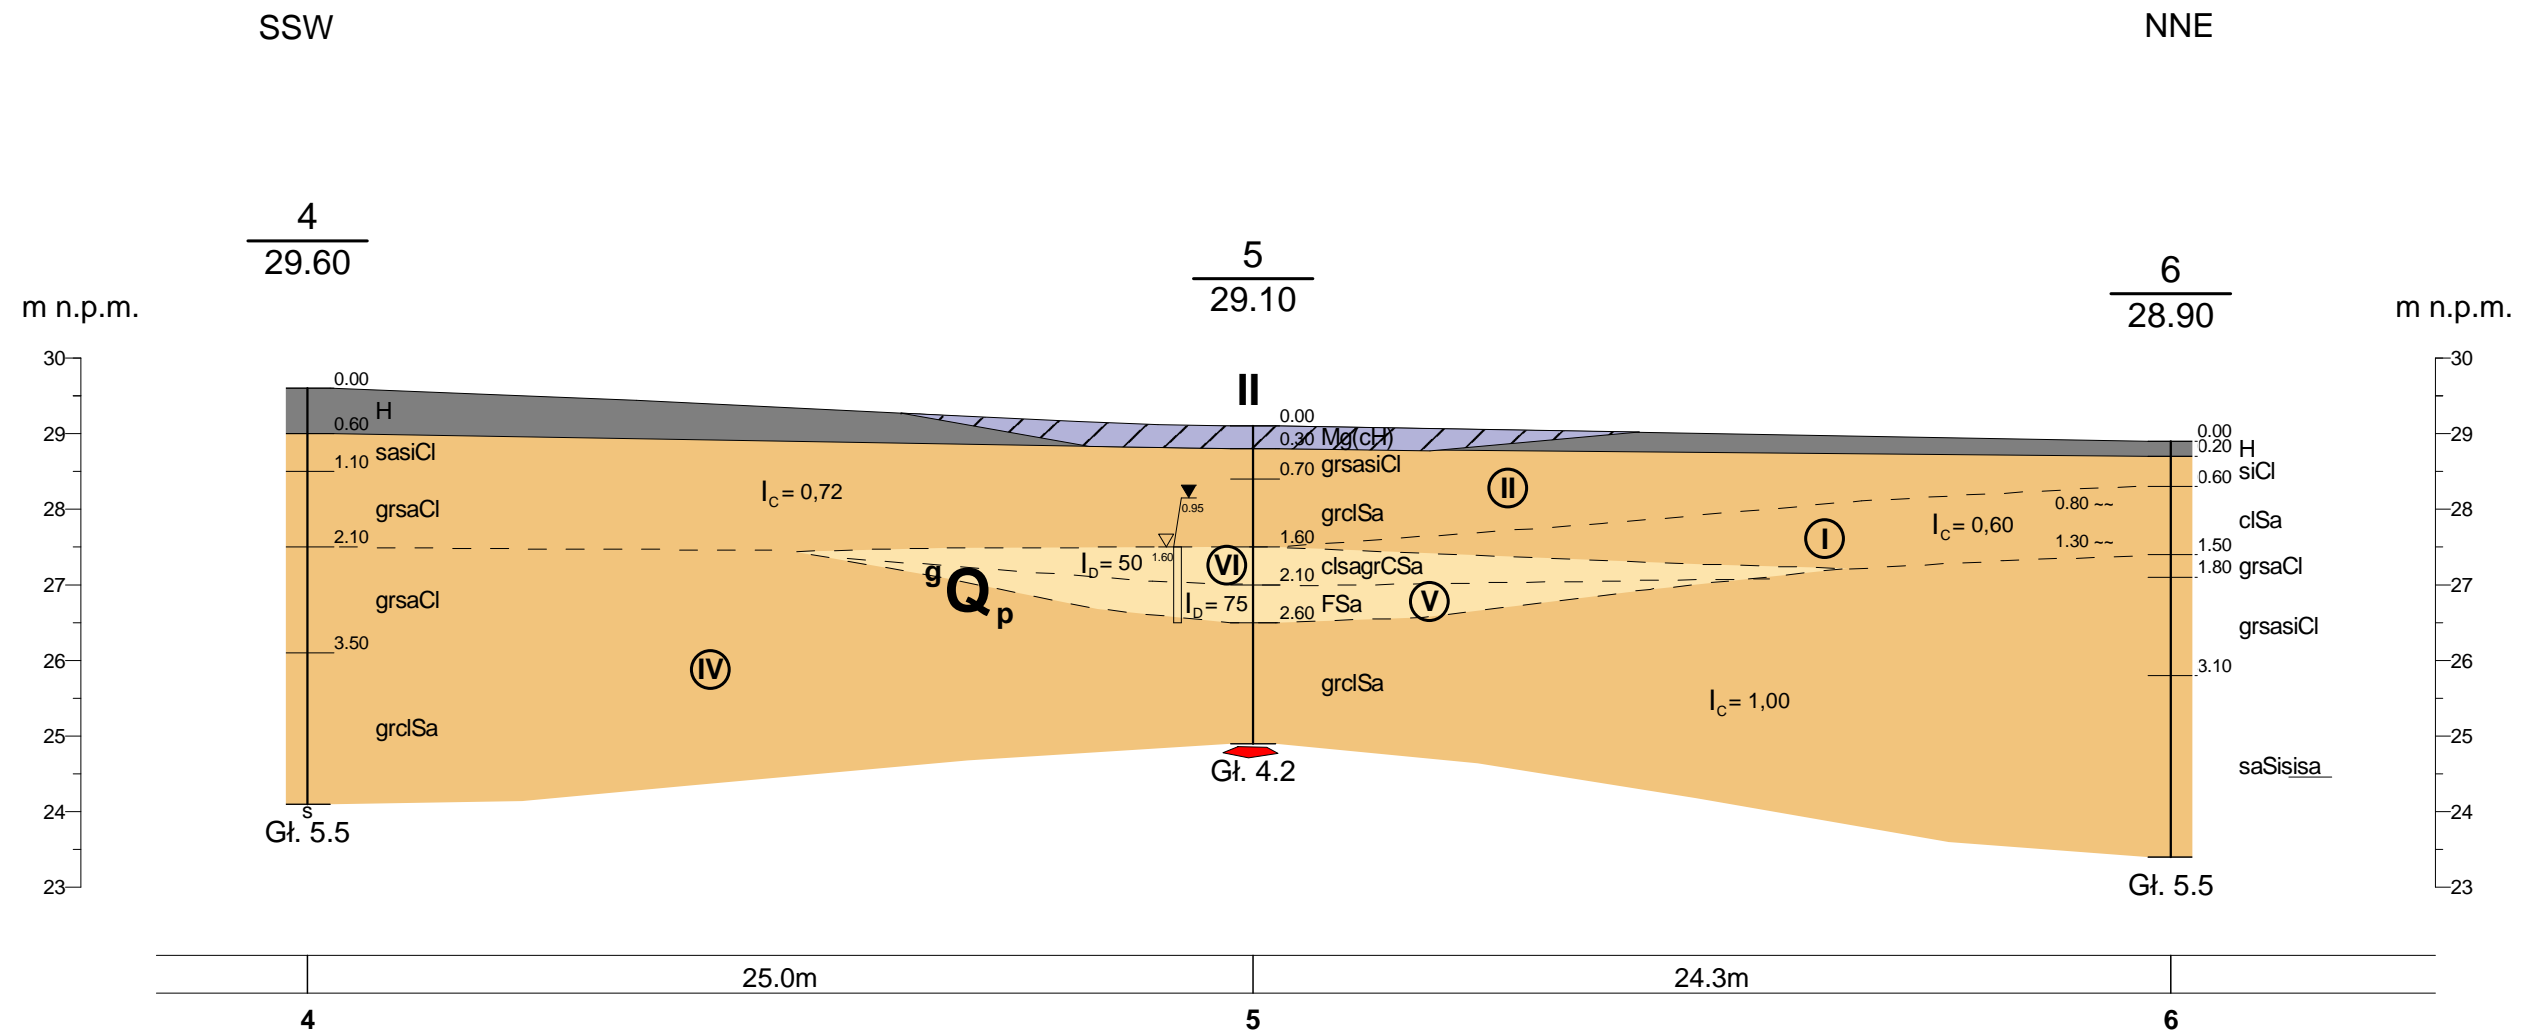 SSW NNE
4
29.60
5
29.10
6
28.90
m n.p.m. m n.p.m.
30 30
29 29
28 28
27 27
26 26
25 25
24 24
23 23
0.00
H
0.60
sasiCl
1.10
grsaCl
2.10
grsaCl
3.50
grclSa
s
Gł. 5.5
IC= 0,72
IV
g Q p
II
0.00
0.30 Mg(cH)
0.70 grsasiCl
grclSa
1.60
clsagrCSa
2.10
FSa
2.60
grclSa
Gł. 4.2
0.95
1.60
ID= 50
ID= 75
VI
V
II
I
IC= 0,60
IC= 1,00
0.80 ~~
1.30 ~~
0.00
0.20 H
siCl
0.60
clSa
1.50
grsaCl
1.80
grsasiCl
3.10
saSisisa
Gł. 5.5
25.0m 24.3m
4 5 6